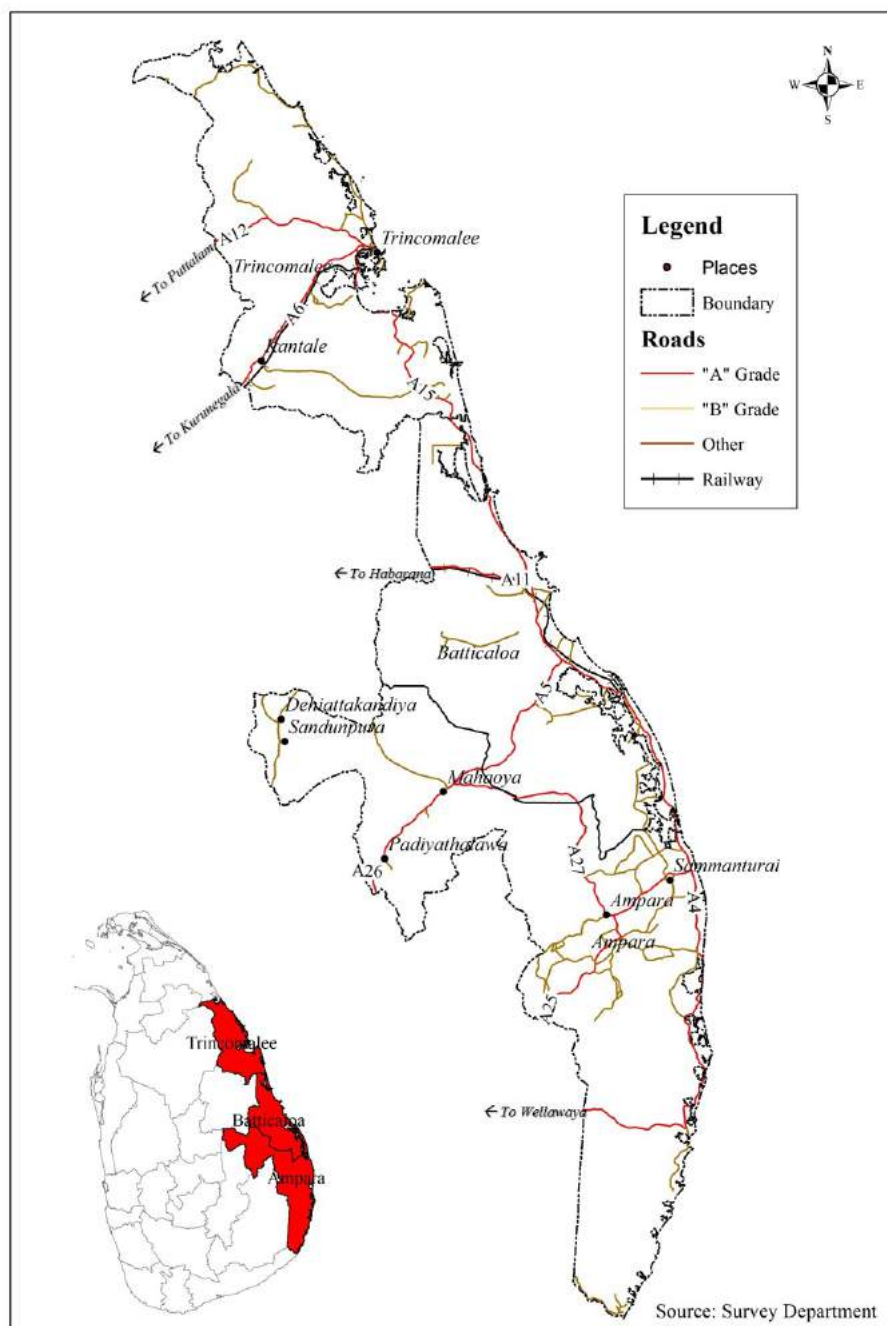 N
W
E
S
Legend
Places
Boundary
Roads
"A" Grade
"B" Grade
Other
Railway
A12
Trincomalee
← To Puttalam
Trincomalee
A6
Kantale
A15
← To Kurunegala
← To Habarana
A11
Batticaloa
A5
Dehiattakandiya
Sandunpura
Mahaoya
Padiyathalawa
A26
A27
Sammanturai
Ampara
A4
Ampara
A25
← To Wellawaya
Trincomalee
Batticaloa
Ampara
Source: Survey Department